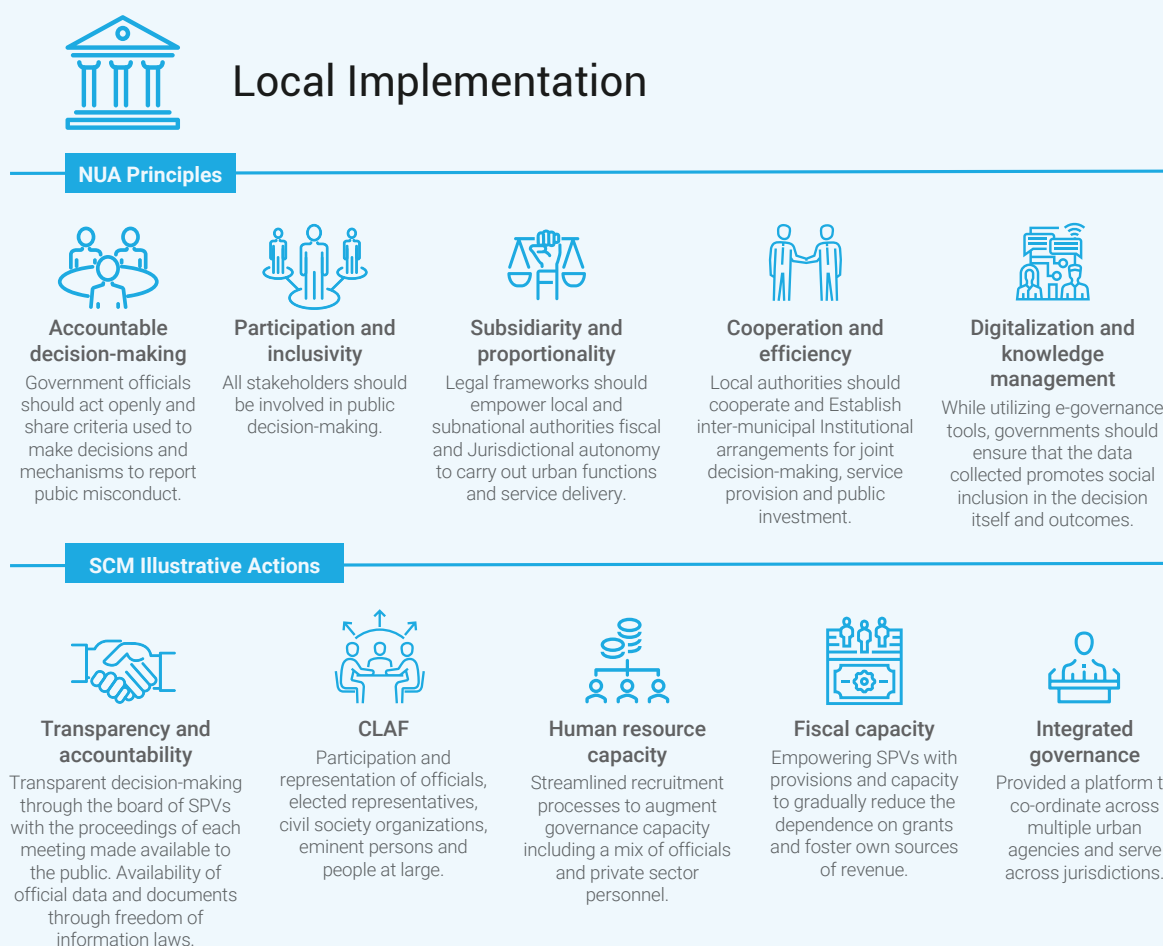 Local Implementation
NUA Principles
Accountable
decision-making
Government officials
should act openly and
share criteria used to
make decisions and
mechanisms to report
pubic misconduct.
Participation and
inclusivity
All stakeholders should
be involved in public
decision-making.
Subsidiarity and
proportionality
Legal frameworks should
empower local and
subnational authorities fiscal
and Jurisdictional autonomy
to carry out urban functions
and service delivery.
Cooperation and
efficiency
Local authorities should
cooperate and Establish
inter-municipal Institutional
arrangements for joint
decision-making, service
provision and public
investment.
Digitalization and
knowledge
management
While utilizing e-governance
tools, governments should
ensure that the data
collected promotes social
inclusion in the decision
itself and outcomes.
SCM Illustrative Actions
Transparency and
accountability
Transparent decision-making
through the board of SPVs
with the proceedings of each
meeting made available to
the public. Availability of
official data and documents
through freedom of
information laws.
CLAF
Participation and
representation of officials,
elected representatives,
civil society organizations,
eminent persons and
people at large.
Human resource
capacity
Streamlined recruitment
processes to augment
governance capacity
including a mix of officials
and private sector
personnel.
Fiscal capacity
Empowering SPVs with
provisions and capacity
to gradually reduce the
dependence on grants
and foster own sources
of revenue.
Integrated
governance
Provided a platform
co-ordinate across
multiple urban
agencies and serve
across jurisdictions.